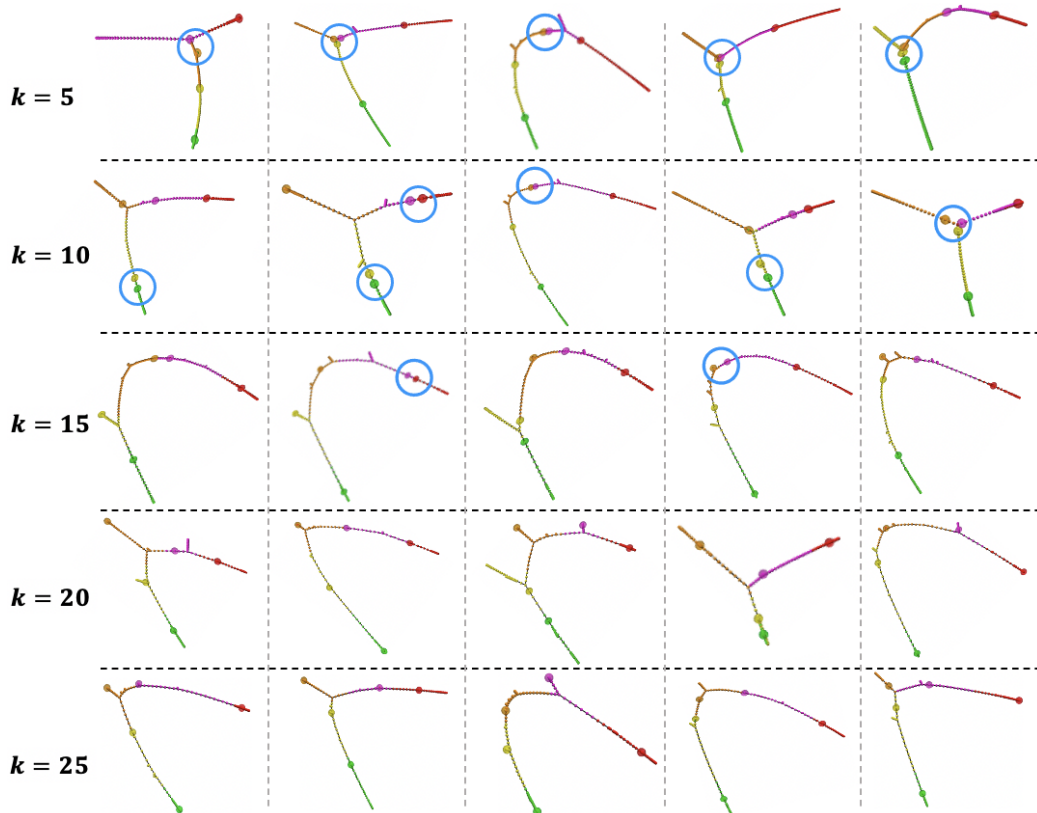 k = 5
k = 10
k = 15
k = 20
k = 25